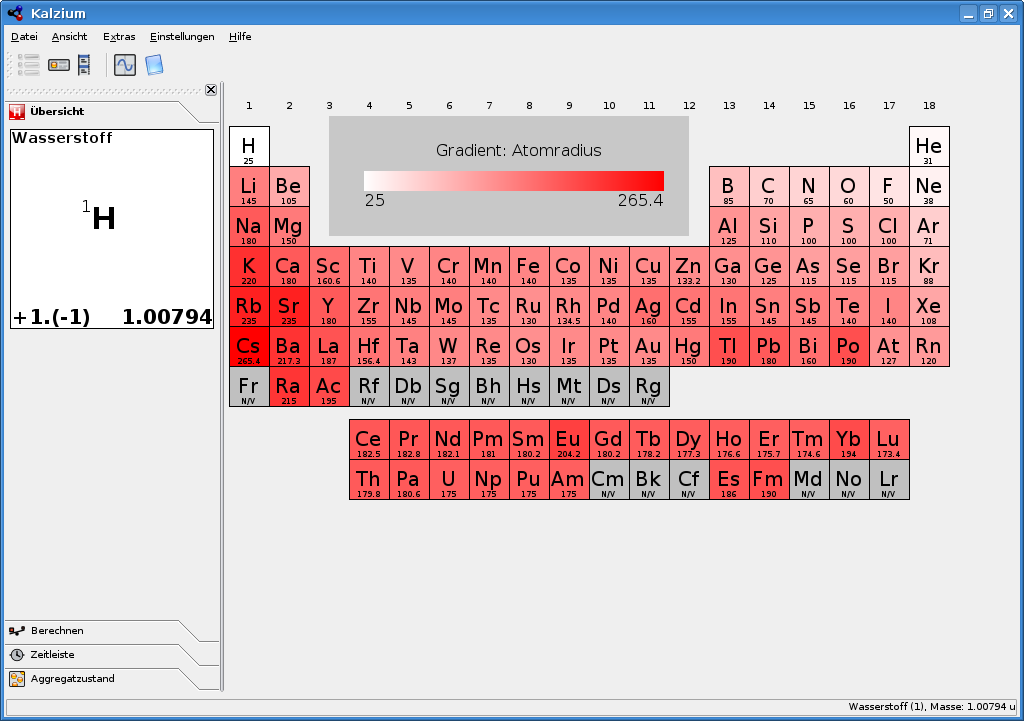 Kalzium
Datei Ansicht Extras Einstellungen Hilfe
Übersicht
Wasserstoff
1H
+1.(-1) 1.00794
Berechnen
Zeitleiste
Aggregatzustand
1 2 3 4 5 6 7 8 9 10 11 12 13 14 15 16 17 18
Gradient: Atomradius
25 265.4
H He
25 31
Li Be B C N O F Ne
145 105 85 70 65 60 50 38
Na Mg Al Si P S Cl Ar
180 150 125 110 100 100 100 71
K Ca Sc Ti V Cr Mn Fe Co Ni Cu Zn Ga Ge As Se Br Kr
220 180 160.6 140 135 140 140 140 135 135 135 133.2 130 125 115 115 115 88
Rb Sr Y Zr Nb Mo Tc Ru Rh Pd Ag Cd In Sn Sb Te I Xe
235 235 180 155 145 145 135 130 134.5 140 160 155 155 145 145 140 140 108
Cs Ba La Hf Ta W Re Os Ir Pt Au Hg Tl Pb Bi Po At Rn
265.4 217.3 187 156.4 143 137 135 130 135 135 135 150 190 180 160 190 127 120
Fr Ra Ac Rf Db Sg Bh Hs Mt Ds Rg
N/V 215 195 N/V N/V N/V N/V N/V N/V N/V N/V
Ce Pr Nd Pm Sm Eu Gd Tb Dy Ho Er Tm Yb Lu
182.5 182.8 182.1 181 180.2 204.2 180.2 178.2 177.3 176.6 175.7 174.6 194 173.4
Th Pa U Np Pu Am Cm Bk Cf Es Fm Md No Lr
179.8 180.6 175 175 175 175 N/V N/V N/V 186 190 N/V N/V N/V
Wasserstoff (1), Masse: 1.00794 u